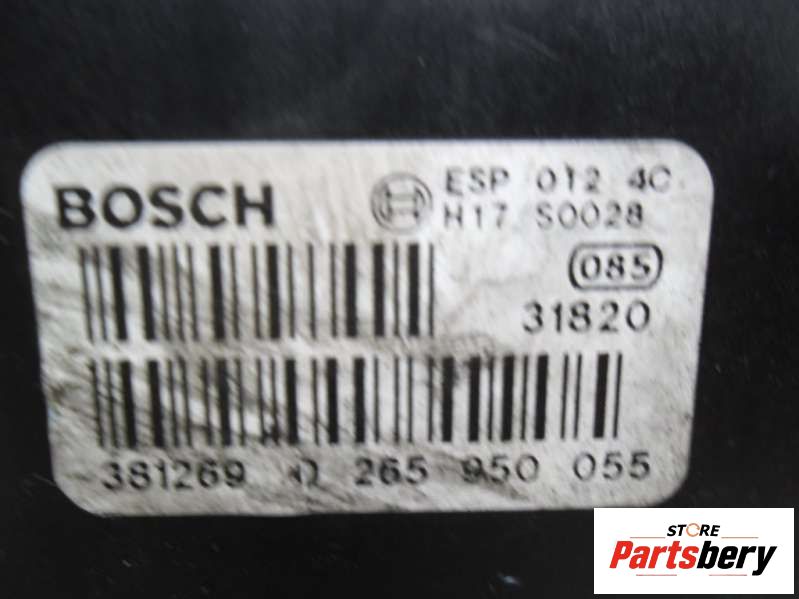 BOSCH
ESP 012 4C
H17 S0028
085
31820
381269 0 265 950 055
STORE
Partsbery